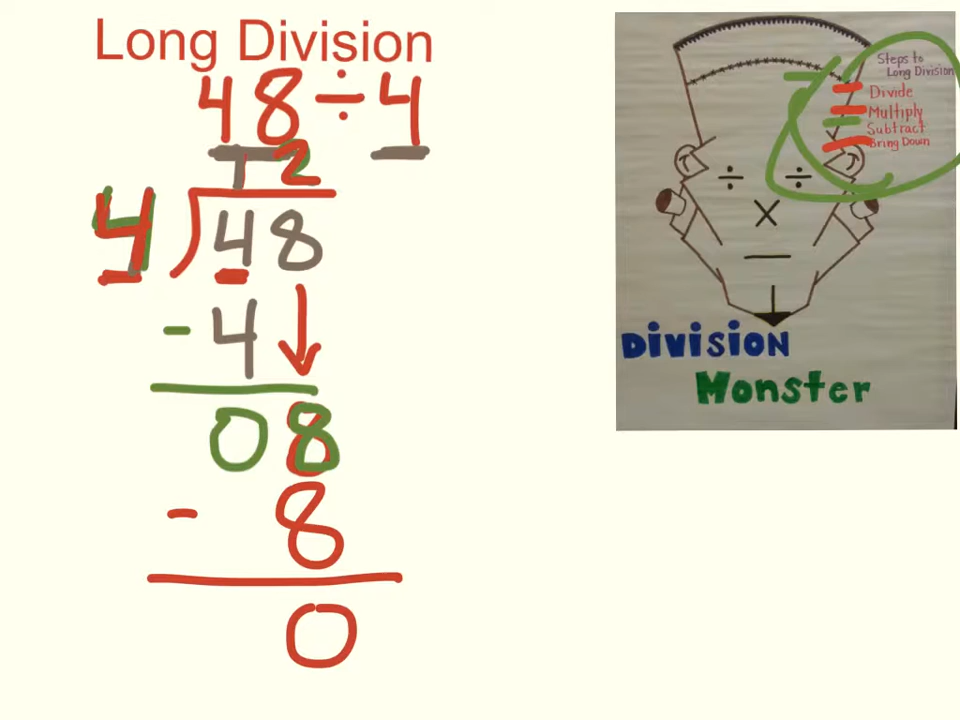 Long Division
48÷4
12
4 48
- 4
08
- 8
0
Steps to
Long Division
Divide
Multiply
Subtract
Bring Down
÷ ÷
X
—
Division
Monster